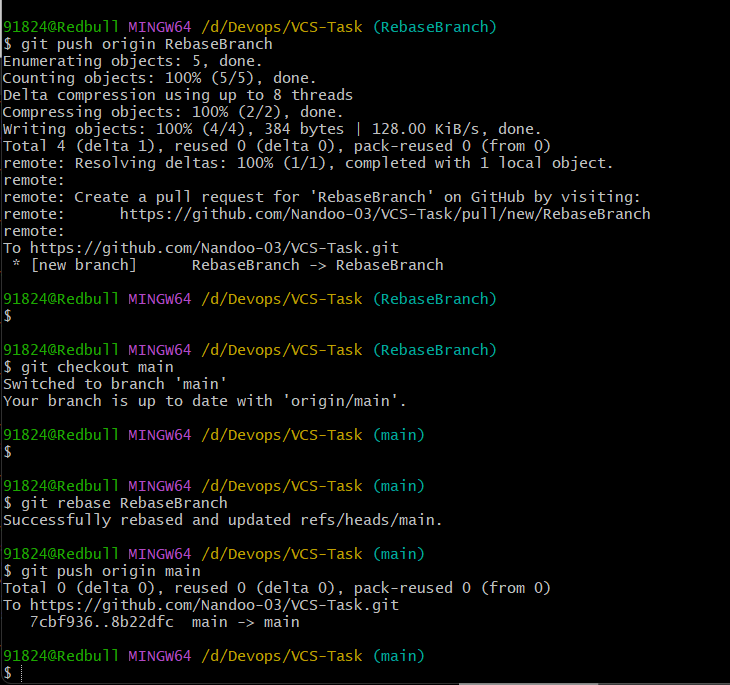 91824@Redbull MINGW64 /d/Devops/VCS-Task (RebaseBranch)
$ git push origin RebaseBranch
Enumerating objects: 5, done.
Counting objects: 100% (5/5), done.
Delta compression using up to 8 threads
Compressing objects: 100% (2/2), done.
Writing objects: 100% (4/4), 384 bytes | 128.00 KiB/s, done.
Total 4 (delta 1), reused 0 (delta 0), pack-reused 0 (from 0)
remote: Resolving deltas: 100% (1/1), completed with 1 local object.
remote:
remote: Create a pull request for 'RebaseBranch' on GitHub by visiting:
remote:      https://github.com/Nandoo-03/VCS-Task/pull/new/RebaseBranch
remote:
To https://github.com/Nandoo-03/VCS-Task.git
 * [new branch]      RebaseBranch -> RebaseBranch
91824@Redbull MINGW64 /d/Devops/VCS-Task (RebaseBranch)
$
91824@Redbull MINGW64 /d/Devops/VCS-Task (RebaseBranch)
$ git checkout main
Switched to branch 'main'
Your branch is up to date with 'origin/main'.
91824@Redbull MINGW64 /d/Devops/VCS-Task (main)
$
91824@Redbull MINGW64 /d/Devops/VCS-Task (main)
$ git rebase RebaseBranch
Successfully rebased and updated refs/heads/main.
91824@Redbull MINGW64 /d/Devops/VCS-Task (main)
$ git push origin main
Total 0 (delta 0), reused 0 (delta 0), pack-reused 0 (from 0)
To https://github.com/Nandoo-03/VCS-Task.git
   7cbf936..8b22dfc  main -> main
91824@Redbull MINGW64 /d/Devops/VCS-Task (main)
$